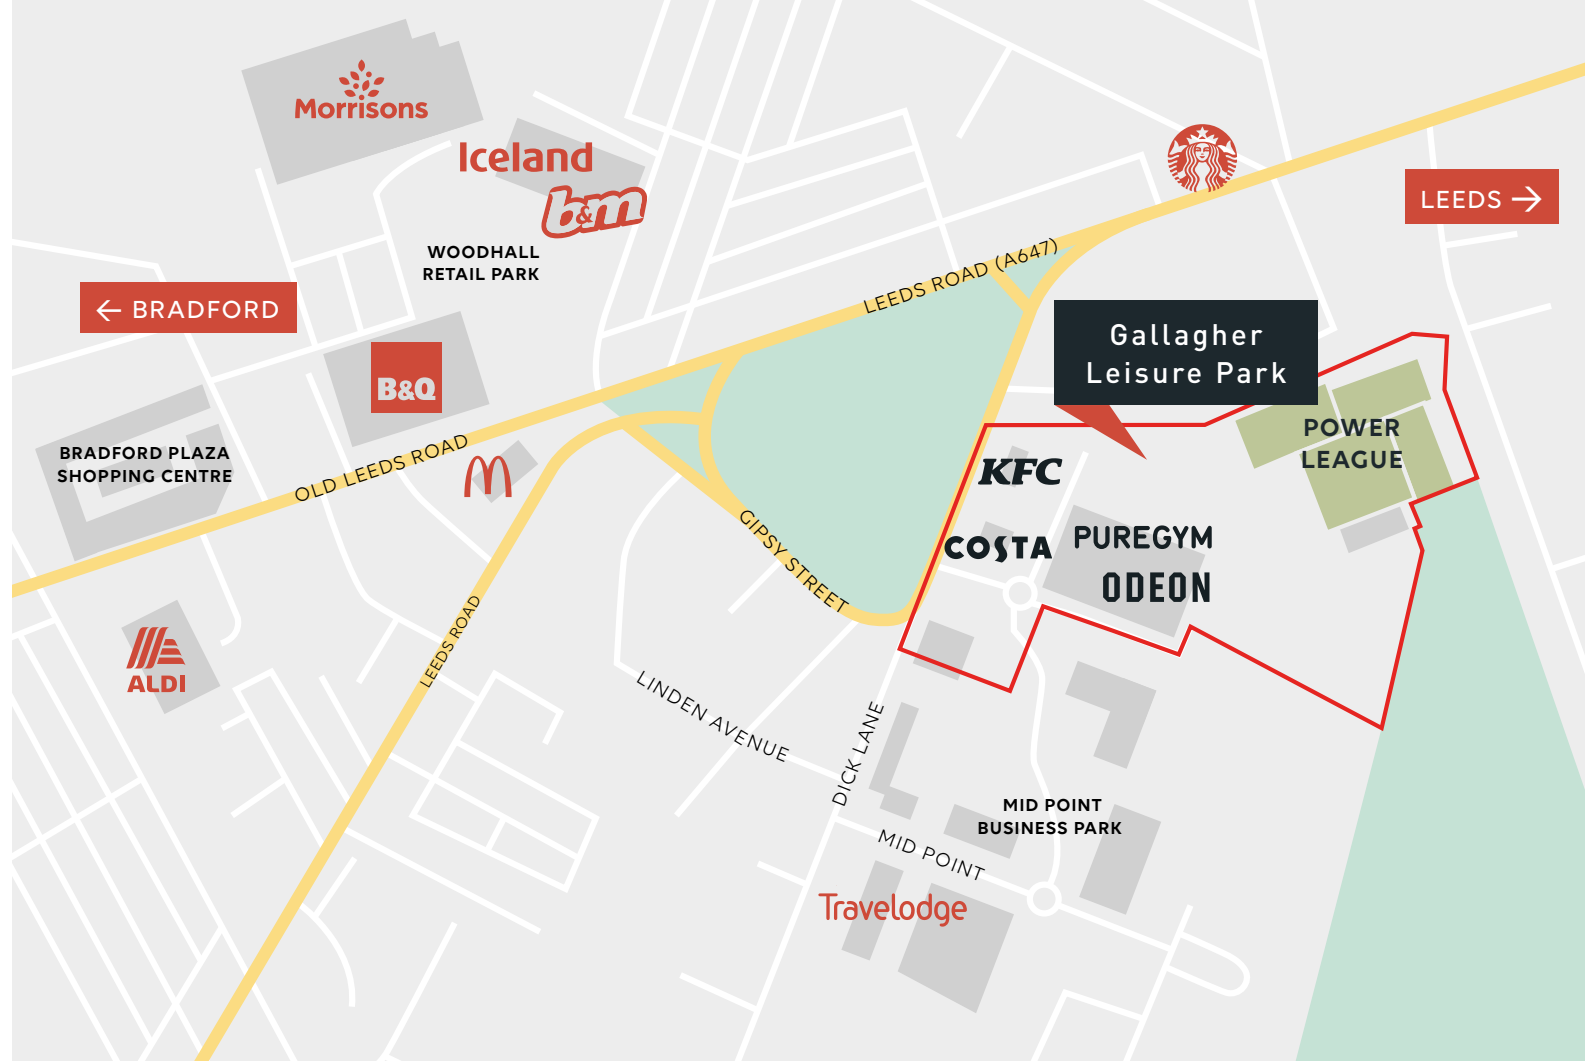 Morrisons
Iceland
b&m
WOODHALL
RETAIL PARK
LEEDS →
← BRADFORD
LEEDS ROAD (A647)
Gallagher
Leisure Park
B&Q
POWER
LEAGUE
BRADFORD PLAZA
SHOPPING CENTRE
OLD LEEDS ROAD
KFC
COSTA
PUREGYM
ODEON
GIPSY STREET
LEEDS ROAD
ALDI
LINDEN AVENUE
DICK LANE
MID POINT
BUSINESS PARK
MID POINT
Travelodge